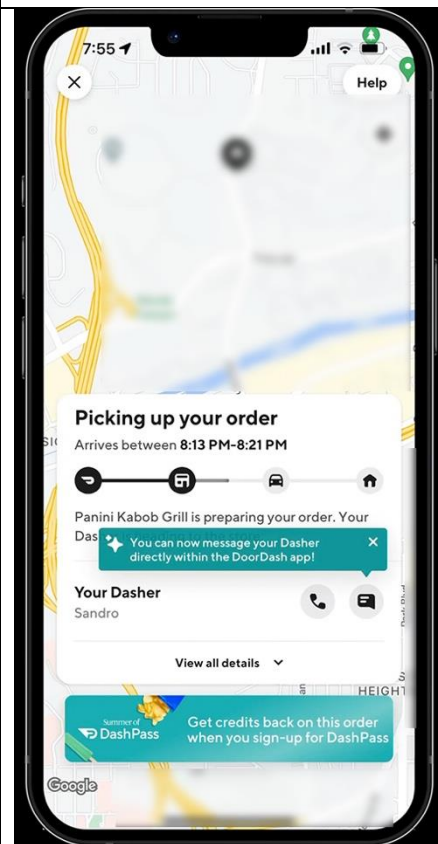 7:55
Help
Picking up your order
Arrives between 8:13 PM-8:21 PM
Panini Kabob Grill is preparing your order. Your
You can now message your Dasher
directly within the DoorDash app!
Your Dasher
Sandro
View all details
HEIGHT
Summer of
DashPass
Get credits back on this order
when you sign-up for DashPass
Google